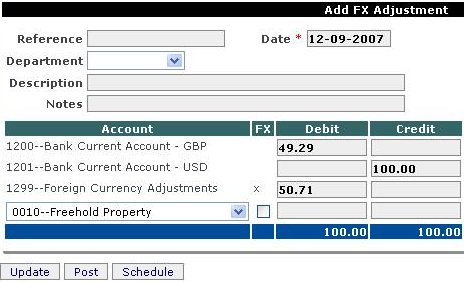 Add FX Adjustment
Reference Date * 12-09-2007
Department
Description
Notes
Account FX Debit Credit
1200--Bank Current Account - GBP 49.29
1201--Bank Current Account - USD 100.00
1299--Foreign Currency Adjustments x 50.71
0010--Freehold Property
100.00 100.00
Update Post Schedule